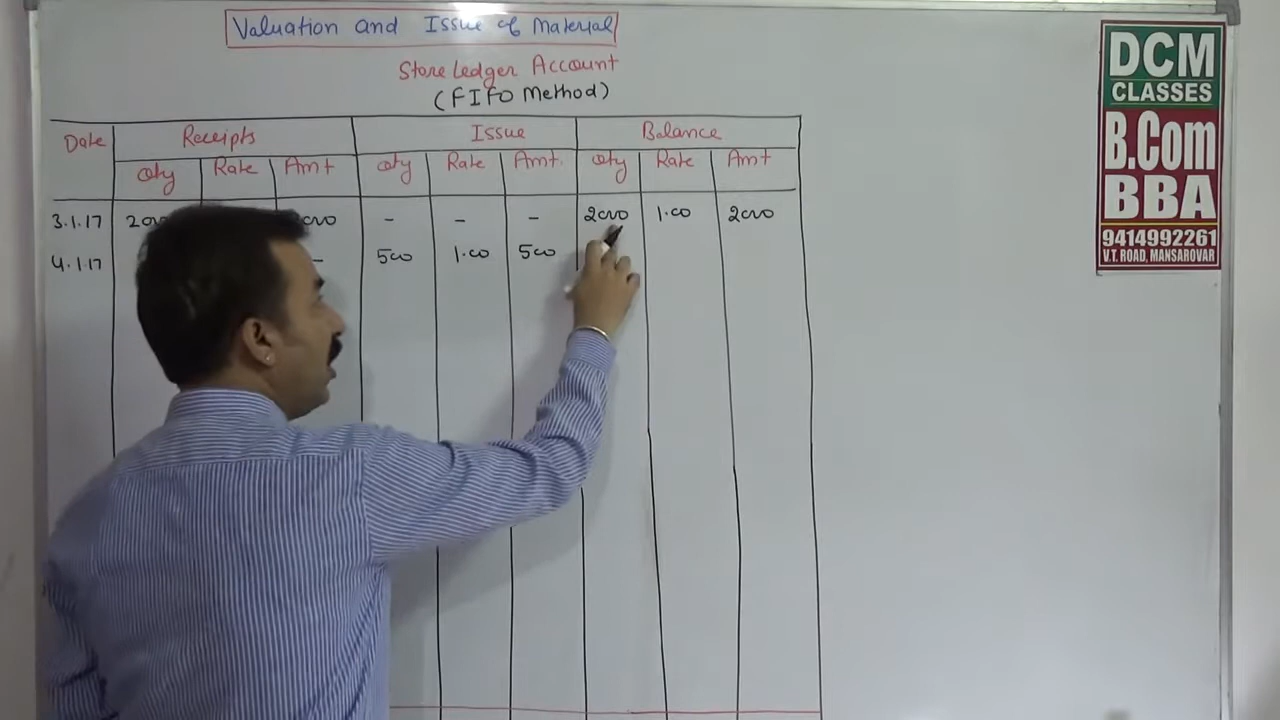 Valuation and Issue of Material
Store Ledger Account
(FIFO Method)
Date Receipts Issue Balance
Qty Rate Amt Qty Rate Amt. Qty Rate Amt
3.1.17 - - - 2000 1.00 2000
4.1.17 - 500 1.00 500
DCM
CLASSES
B.Com
BBA
9414992261
V.T. ROAD, MANSAROVAR